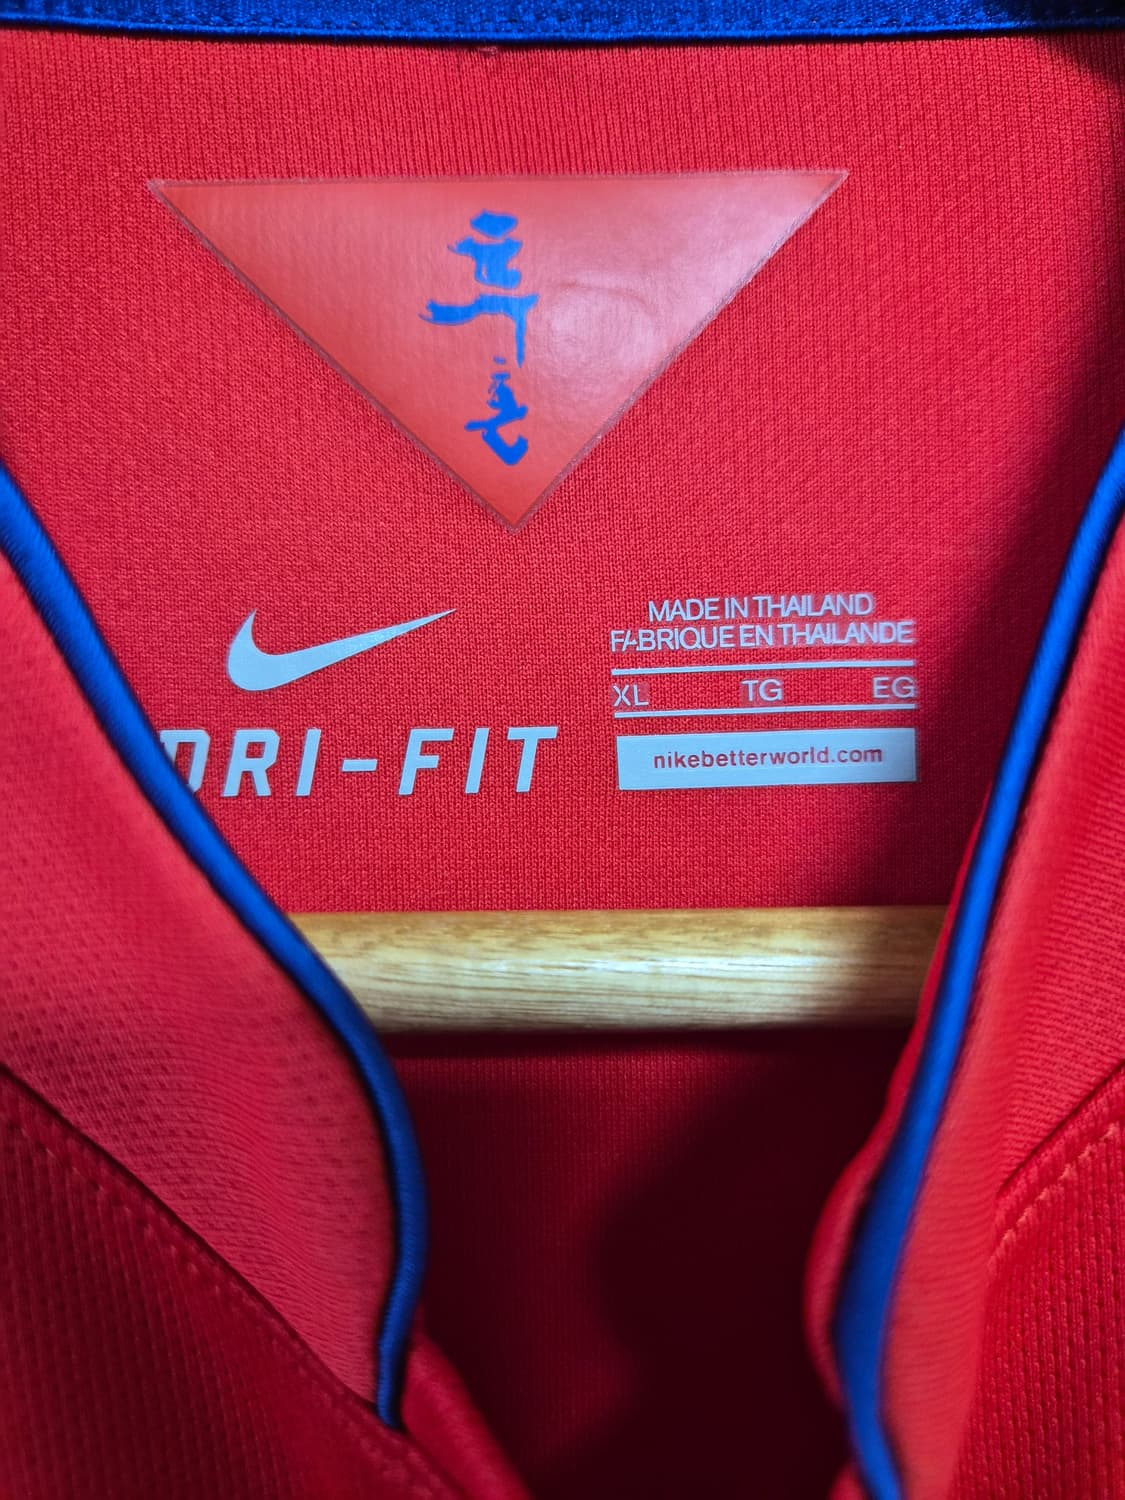 투혼
DRI-FIT
MADE IN THAILAND
FABRIQUE EN THAILANDE
XL TG EG
nikebetterworld.com